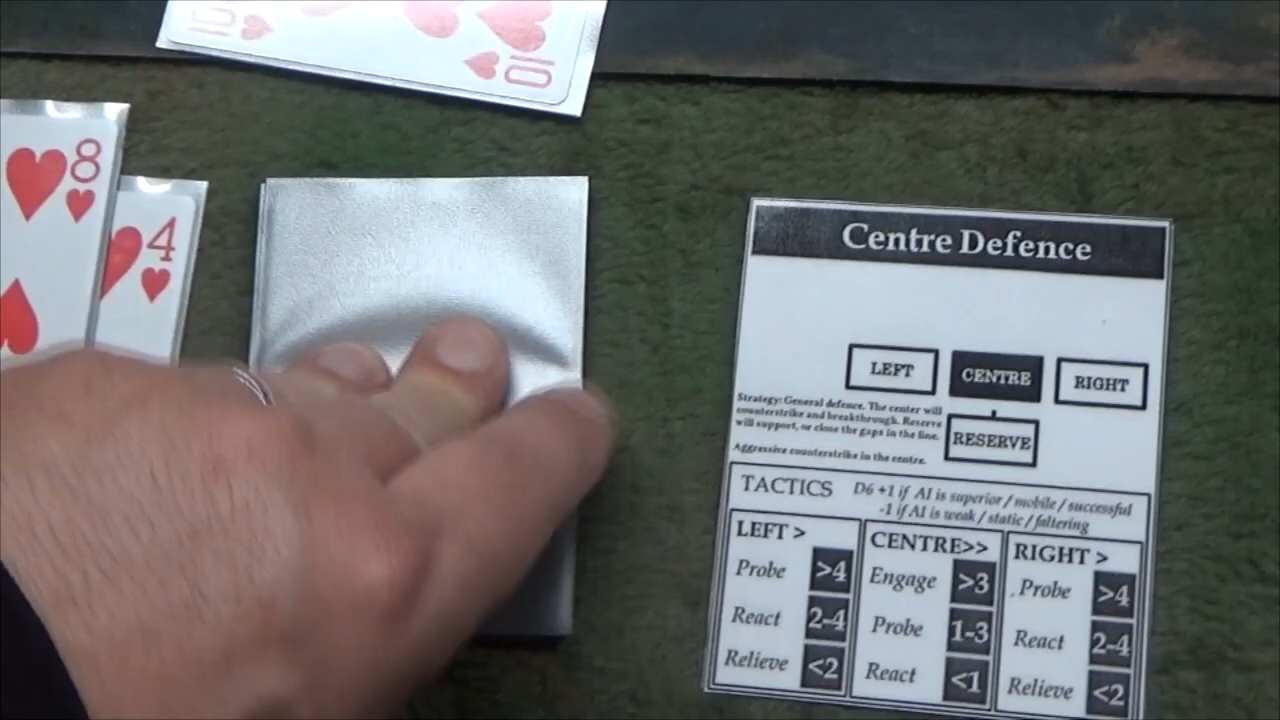 10
10
8
4
Centre Defence
LEFT
CENTRE
RIGHT
RESERVE
Strategy: General defence. The center will
counterstrike and breakthrough. Reserve
will support, or close the gaps in the line.
Aggressive counterstrike in the centre.
TACTICS
D6 +1 if AI is superior / mobile / successful
-1 if AI is weak / static / faltering
LEFT >
Probe >4
React 2-4
Relieve <2
CENTRE>>
Engage >3
Probe 1-3
React <1
RIGHT >
Probe >4
React 2-4
Relieve <2